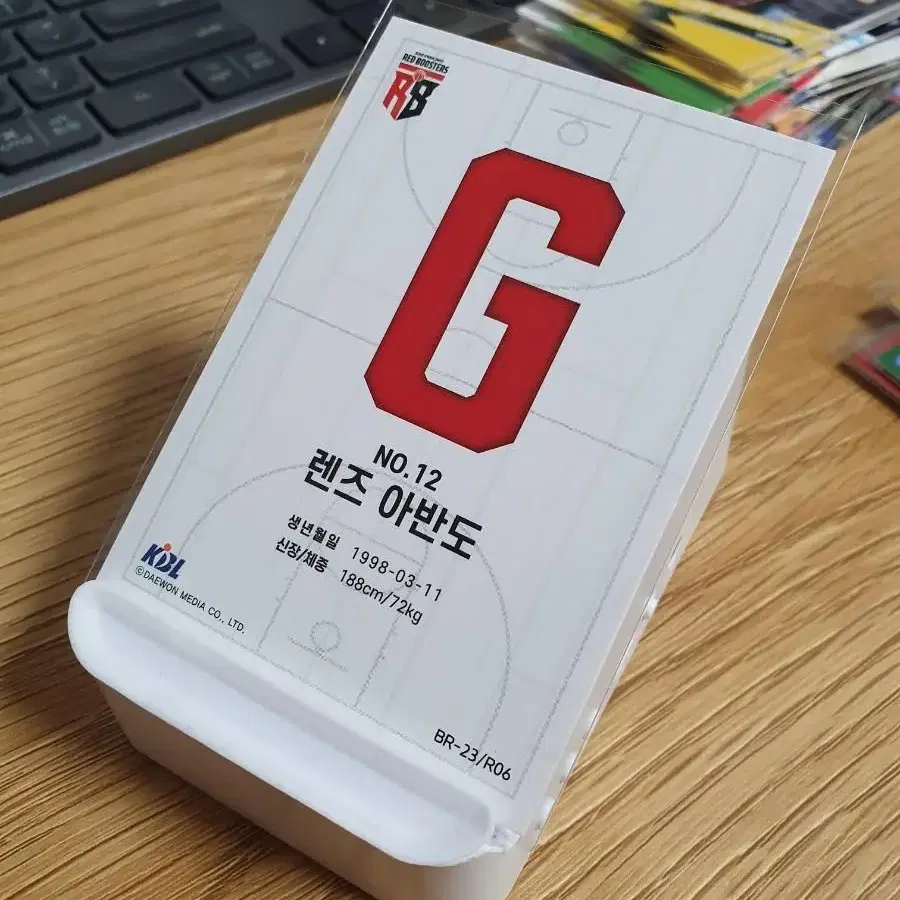 RED BOOSTERS
RB
G
NO.12
렌즈 아반도
생년월일 1998-03-11
신장/체중 188cm/72kg
KBL
©DAEWON MEDIA CO., LTD.
BR-23/R06